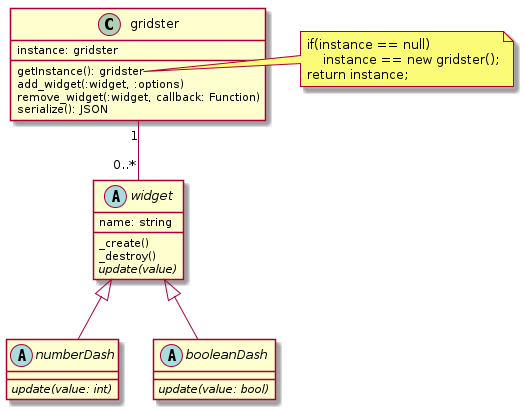 C gridster
instance: gridster
getInstance(): gridster
add_widget(:widget, :options)
remove_widget(:widget, callback: Function)
serialize(): JSON
if(instance == null)
instance == new gridster();
return instance;
1
0..*
A widget
name: string
_create()
_destroy()
update(value)
A numberDash
update(value: int)
A booleanDash
update(value: bool)